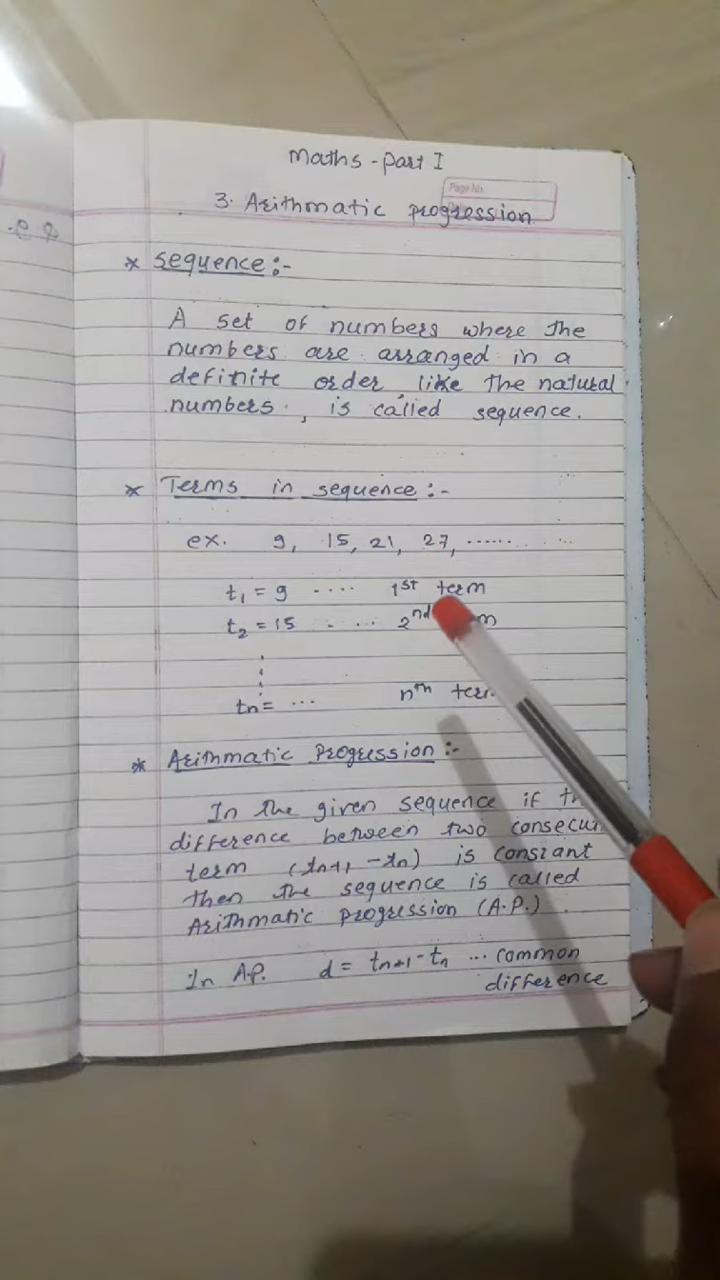 Maths - Part I
Page No.
3. Arithmatic progression
* Sequence :-
A set of numbers where the
numbers are arranged in a
definite order, like the natural
numbers, is called sequence.
* Terms in sequence :-
ex. 9, 15, 21, 27, ...... ...
t₁ = 9 .... 1st term
t₂ = 15 .... 2nd
tn = ... nth
* Arithmatic Progression :-
In the given sequence if
difference between two
term (tn+1 - tn) is constant
then the sequence is called
Arithmatic progression (A.P.).
In A.P. d = tn+1 - tn ... common
difference